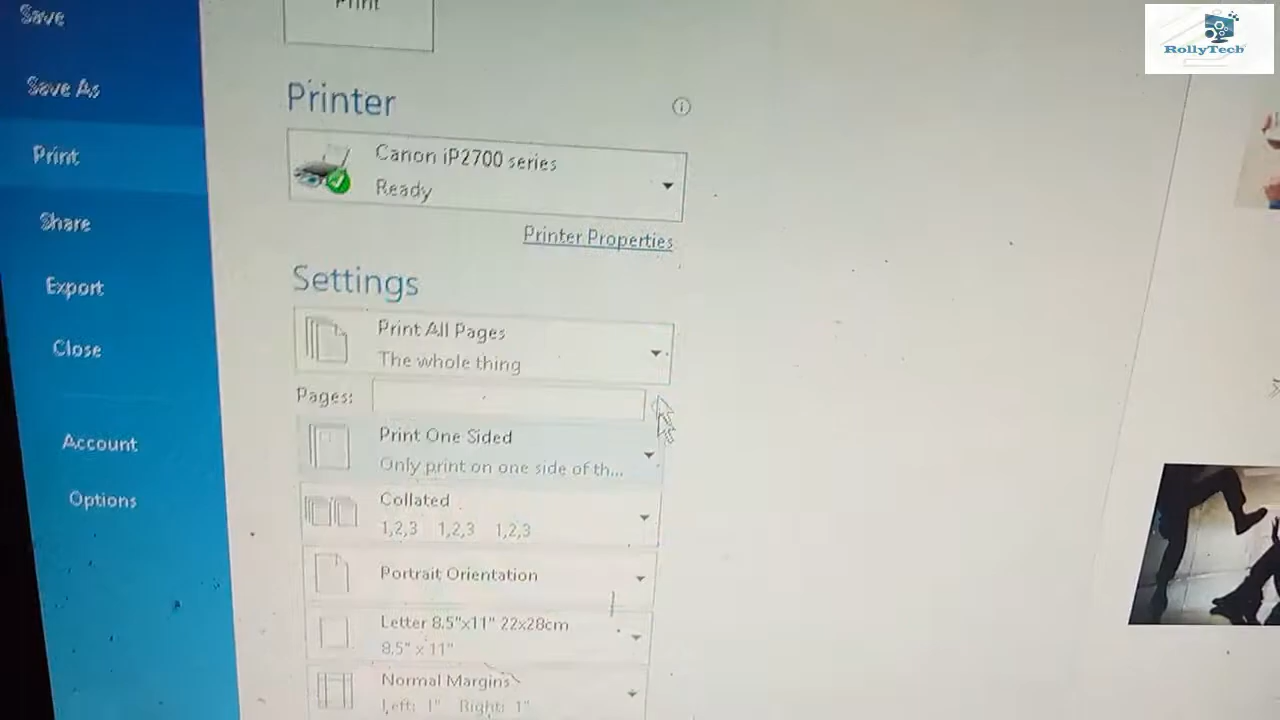 Save
Save As
Print
Share
Export
Close
Account
Options
Print
Printer
Canon iP2700 series
Ready
Printer Properties
Settings
Print All Pages
The whole thing
Pages:
Print One Sided
Only print on one side of th...
Collated
1,2,3 1,2,3 1,2,3
Portrait Orientation
Letter 8.5"x11" 22x28cm
8.5" x 11"
Normal Margins
Left: 1" Right: 1"
RollyTech